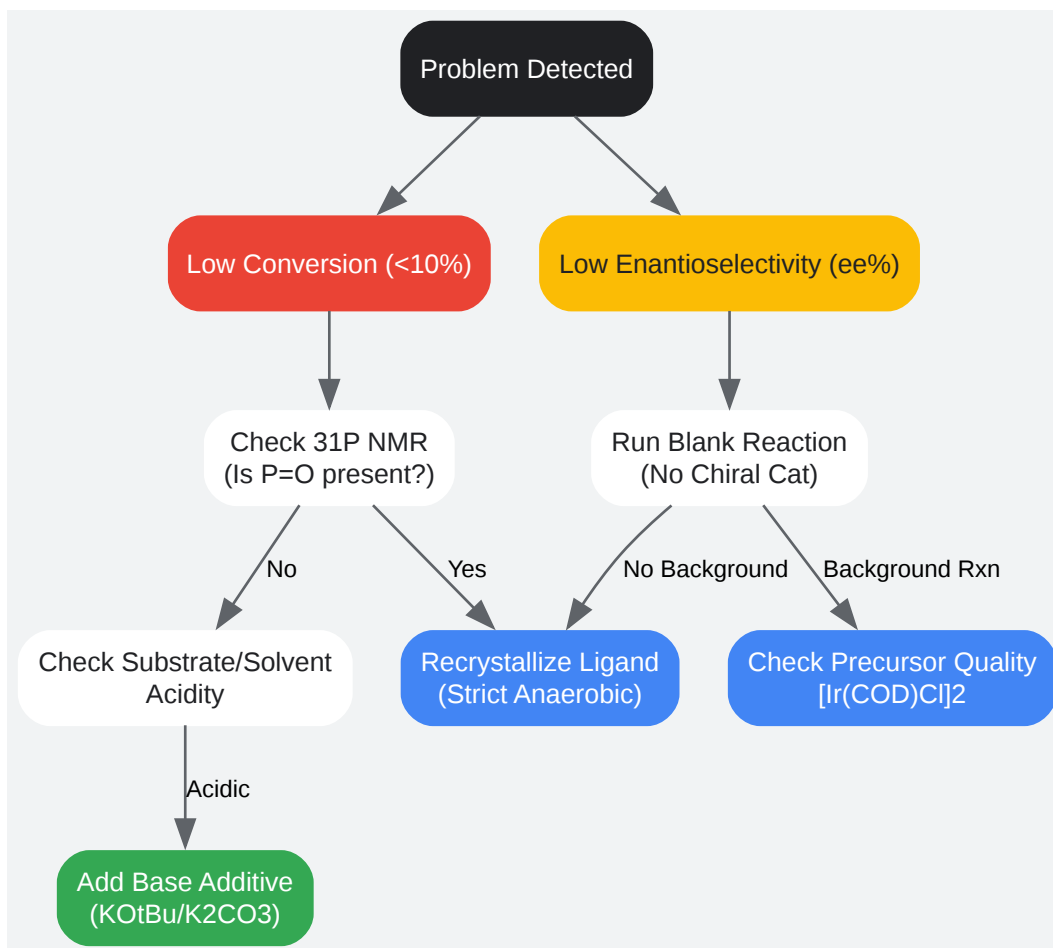 Problem Detected
Low Conversion (<10%)
Low Enantioselectivity (ee%)
Check 31P NMR
(Is P=O present?)
Run Blank Reaction
(No Chiral Cat)
No
Yes
No Background
Background Rxn
Check Substrate/Solvent
Acidity
Recrystallize Ligand
(Strict Anaerobic)
Check Precursor Quality
[Ir(COD)Cl]2
Acidic
Add Base Additive
(KOtBu/K2CO3)